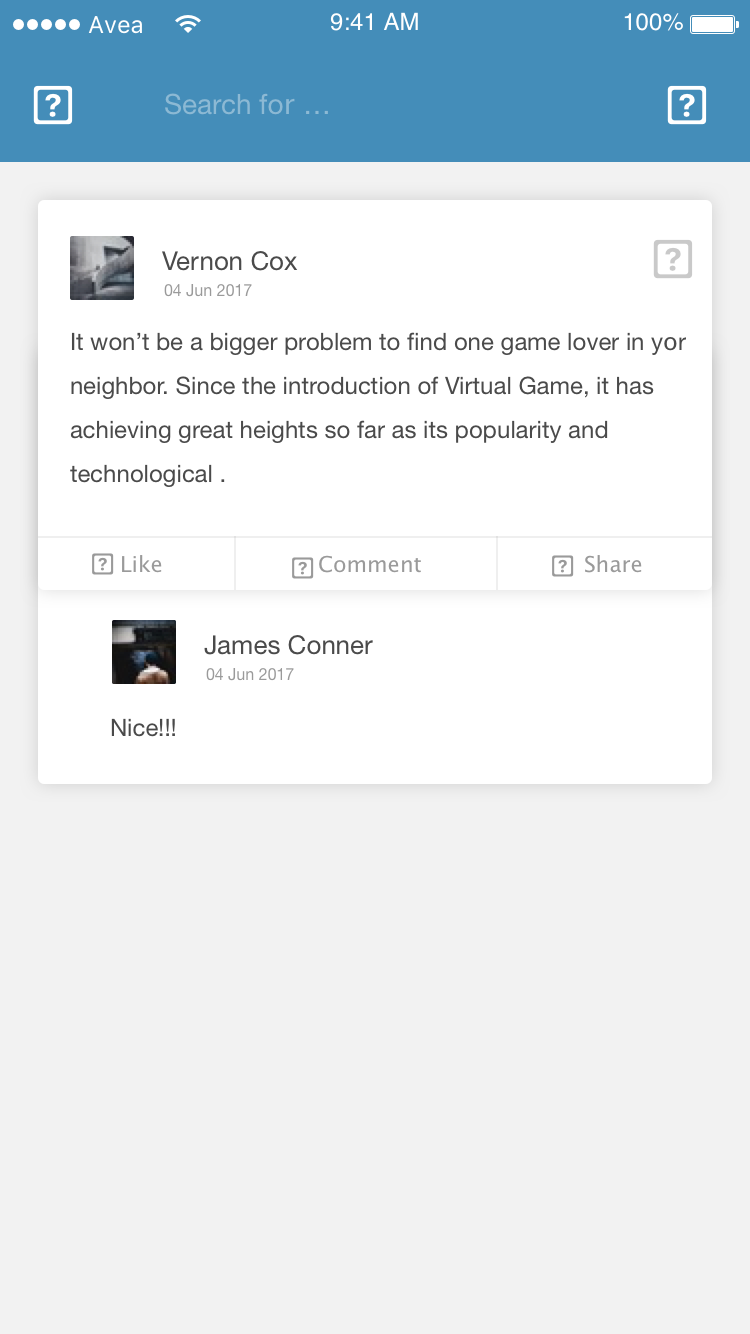 Avea 9:41 AM 100%
Search for ...
Vernon Cox
04 Jun 2017
It won’t be a bigger problem to find one game lover in yor
neighbor. Since the introduction of Virtual Game, it has
achieving great heights so far as its popularity and
technological .
Like Comment Share
James Conner
04 Jun 2017
Nice!!!